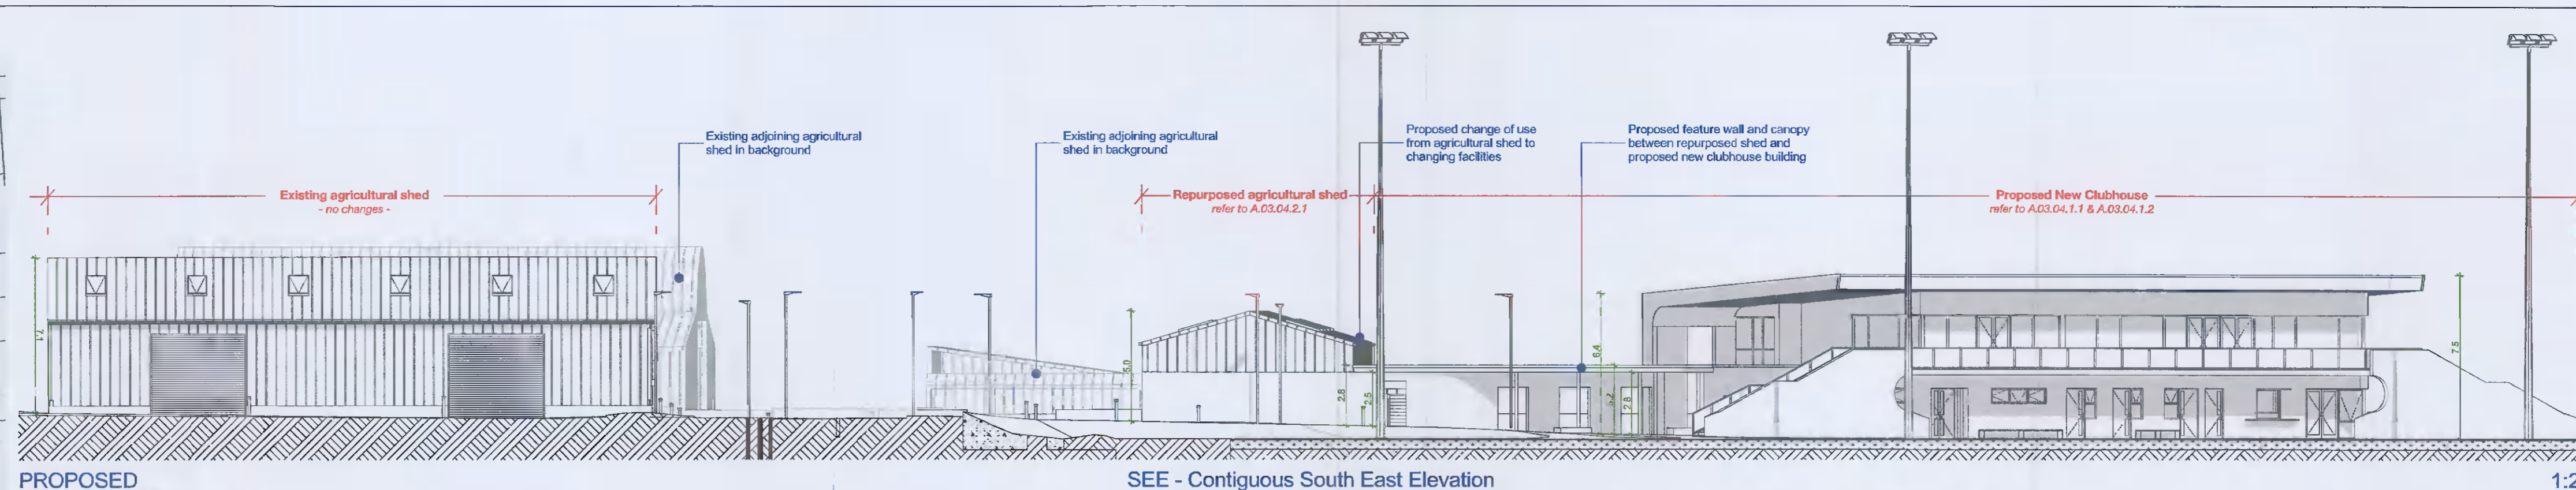 Existing adjoining agricultural
shed in background
Existing adjoining agricultural
shed in background
Proposed change of use
from agricultural shed to
changing facilities
Proposed feature wall and canopy
between repurposed shed and
proposed new clubhouse building
Existing agricultural shed
- no changes -
Repurposed agricultural shed
refer to A.03.04.2.1
Proposed New Clubhouse
refer to A.03.04.1.1 & A.03.04.1.2
7.1
5.0
2.8
2.5
6.4
2.8
PROPOSED
SEE - Contiguous South East Elevation
1:2